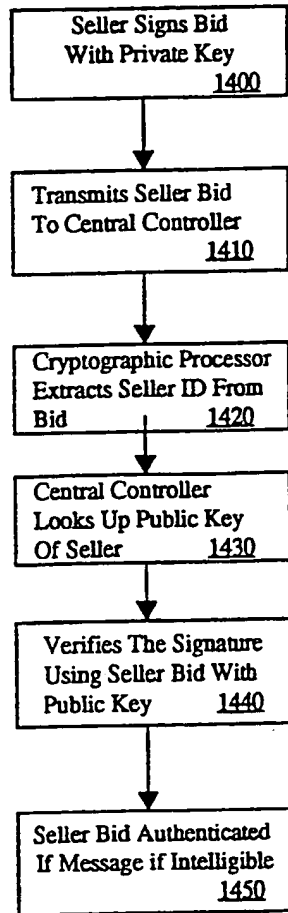 Seller Signs Bid
With Private Key
1400
Transmits Seller Bid
To Central Controller
1410
Cryptographic Processor
Extracts Seller ID From
Bid 1420
Central Controller
Looks Up Public Key
Of Seller 1430
Verifies The Signature
Using Seller Bid With
Public Key 1440
Seller Bid Authenticated
If Message if Intelligible
1450